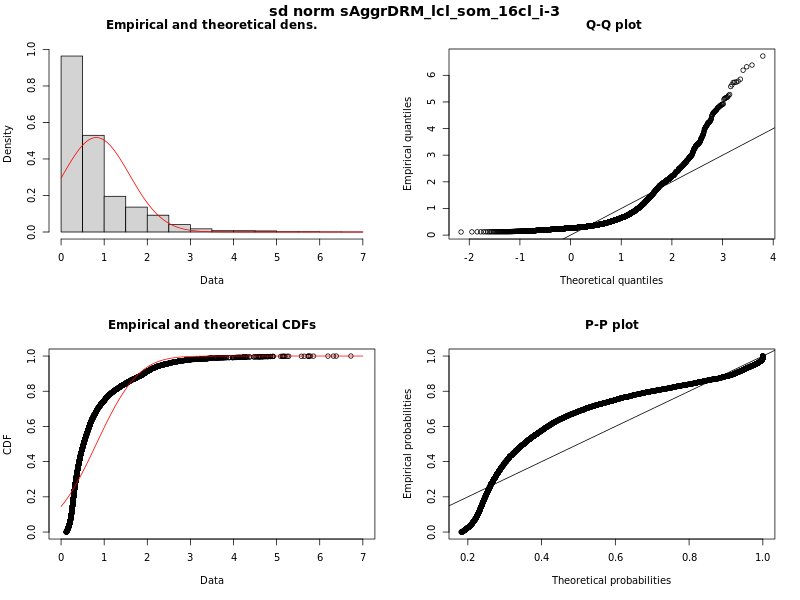 sd norm sAggrDRM_lcl_som_16cl_i-3
Empirical and theoretical dens.
Density
0.0 0.2 0.4 0.6 0.8 1.0
0 1 2 3 4 5 6 7
Data
Q-Q plot
Empirical quantiles
0 1 2 3 4 5 6
-2 -1 0 1 2 3 4
Theoretical quantiles
Empirical and theoretical CDFs
CDF
0.0 0.2 0.4 0.6 0.8 1.0
0 1 2 3 4 5 6 7
Data
P-P plot
Empirical probabilities
0.0 0.2 0.4 0.6 0.8 1.0
0.2 0.4 0.6 0.8 1.0
Theoretical probabilities